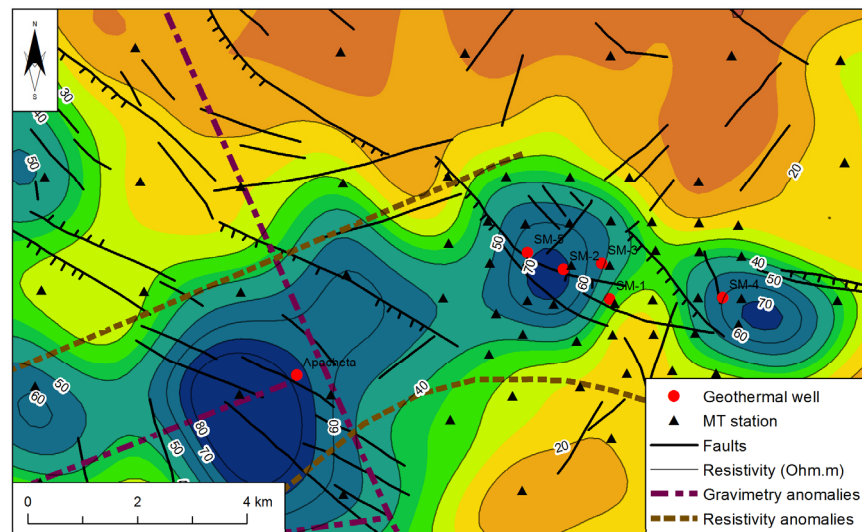 N
S
30
40
50
20
20
SM-5
50
SM-2
SM-3
70
60
SM-1
40
50
SM-4
70
60
Apacheta
50
60
40
80
60
50
70
20
Geothermal well
MT station
Faults
Resistivity (Ohm.m)
Gravimetry anomalies
Resistivity anomalies
0 2 4 km